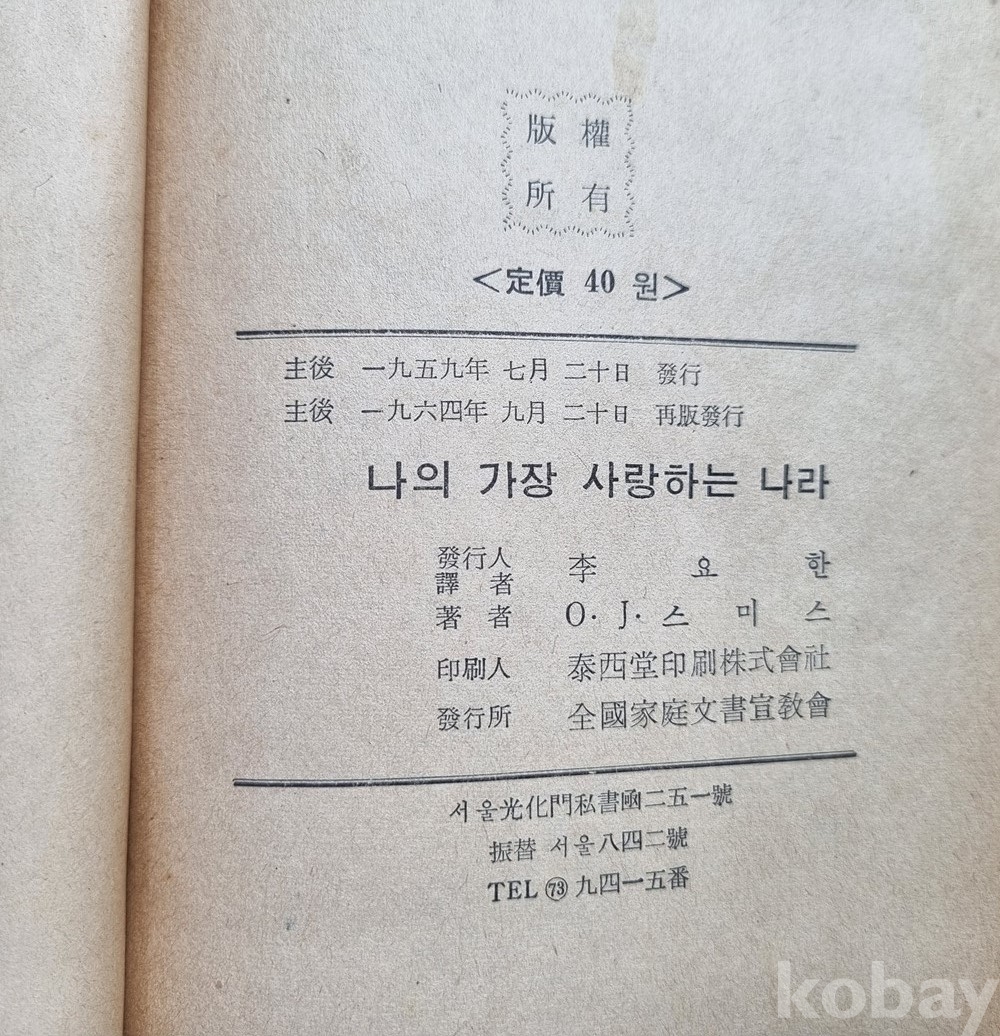 版權
所有
<定價 40 원>
主後 一九五九年 七月 二十日 發行
主後 一九六四年 九月 二十日 再版發行
나의 가장 사랑하는 나라
發行人
譯者 李요한
著者 O·J·스미스
印刷人 泰西堂印刷株式會社
發行所 全國家庭文書宣敎會
서울光化門私書函二五一號
振替 서울八四二號
TEL ㊼ 九四一五番
kobay